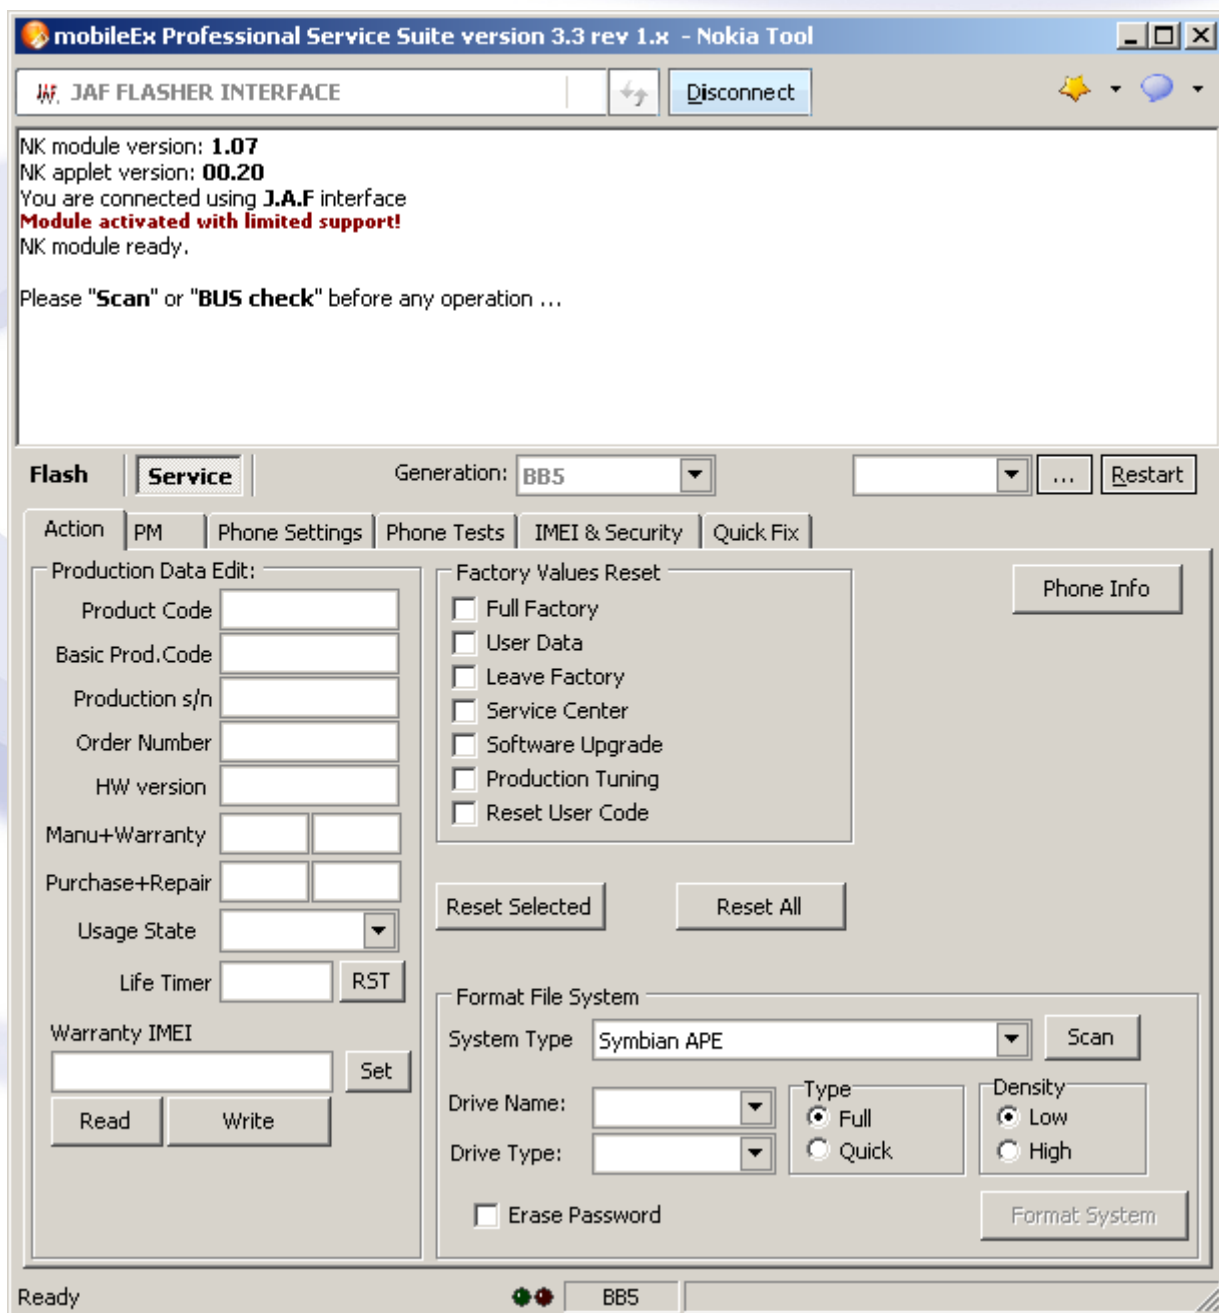 mobileEx Professional Service Suite version 3.3 rev 1.x - Nokia Tool
JAF FLASHER INTERFACE
Disconnect
NK module version: 1.07
NK applet version: 00.20
You are connected using J.A.F interface
Module activated with limited support!
NK module ready.
Please "Scan" or "BUS check" before any operation ...
Flash
Service
Generation: BB5
...
Restart
Action
PM
Phone Settings
Phone Tests
IMEI & Security
Quick Fix
Production Data Edit:
Product Code
Basic Prod.Code
Production s/n
Order Number
HW version
Manu+Warranty
Purchase+Repair
Usage State
Life Timer
RST
Warranty IMEI
Set
Read
Write
Factory Values Reset
Full Factory
User Data
Leave Factory
Service Center
Software Upgrade
Production Tuning
Reset User Code
Phone Info
Reset Selected
Reset All
Format File System
System Type
Symbian APE
Scan
Drive Name:
Drive Type:
Type
Full
Quick
Density
Low
High
Erase Password
Format System
Ready
BB5